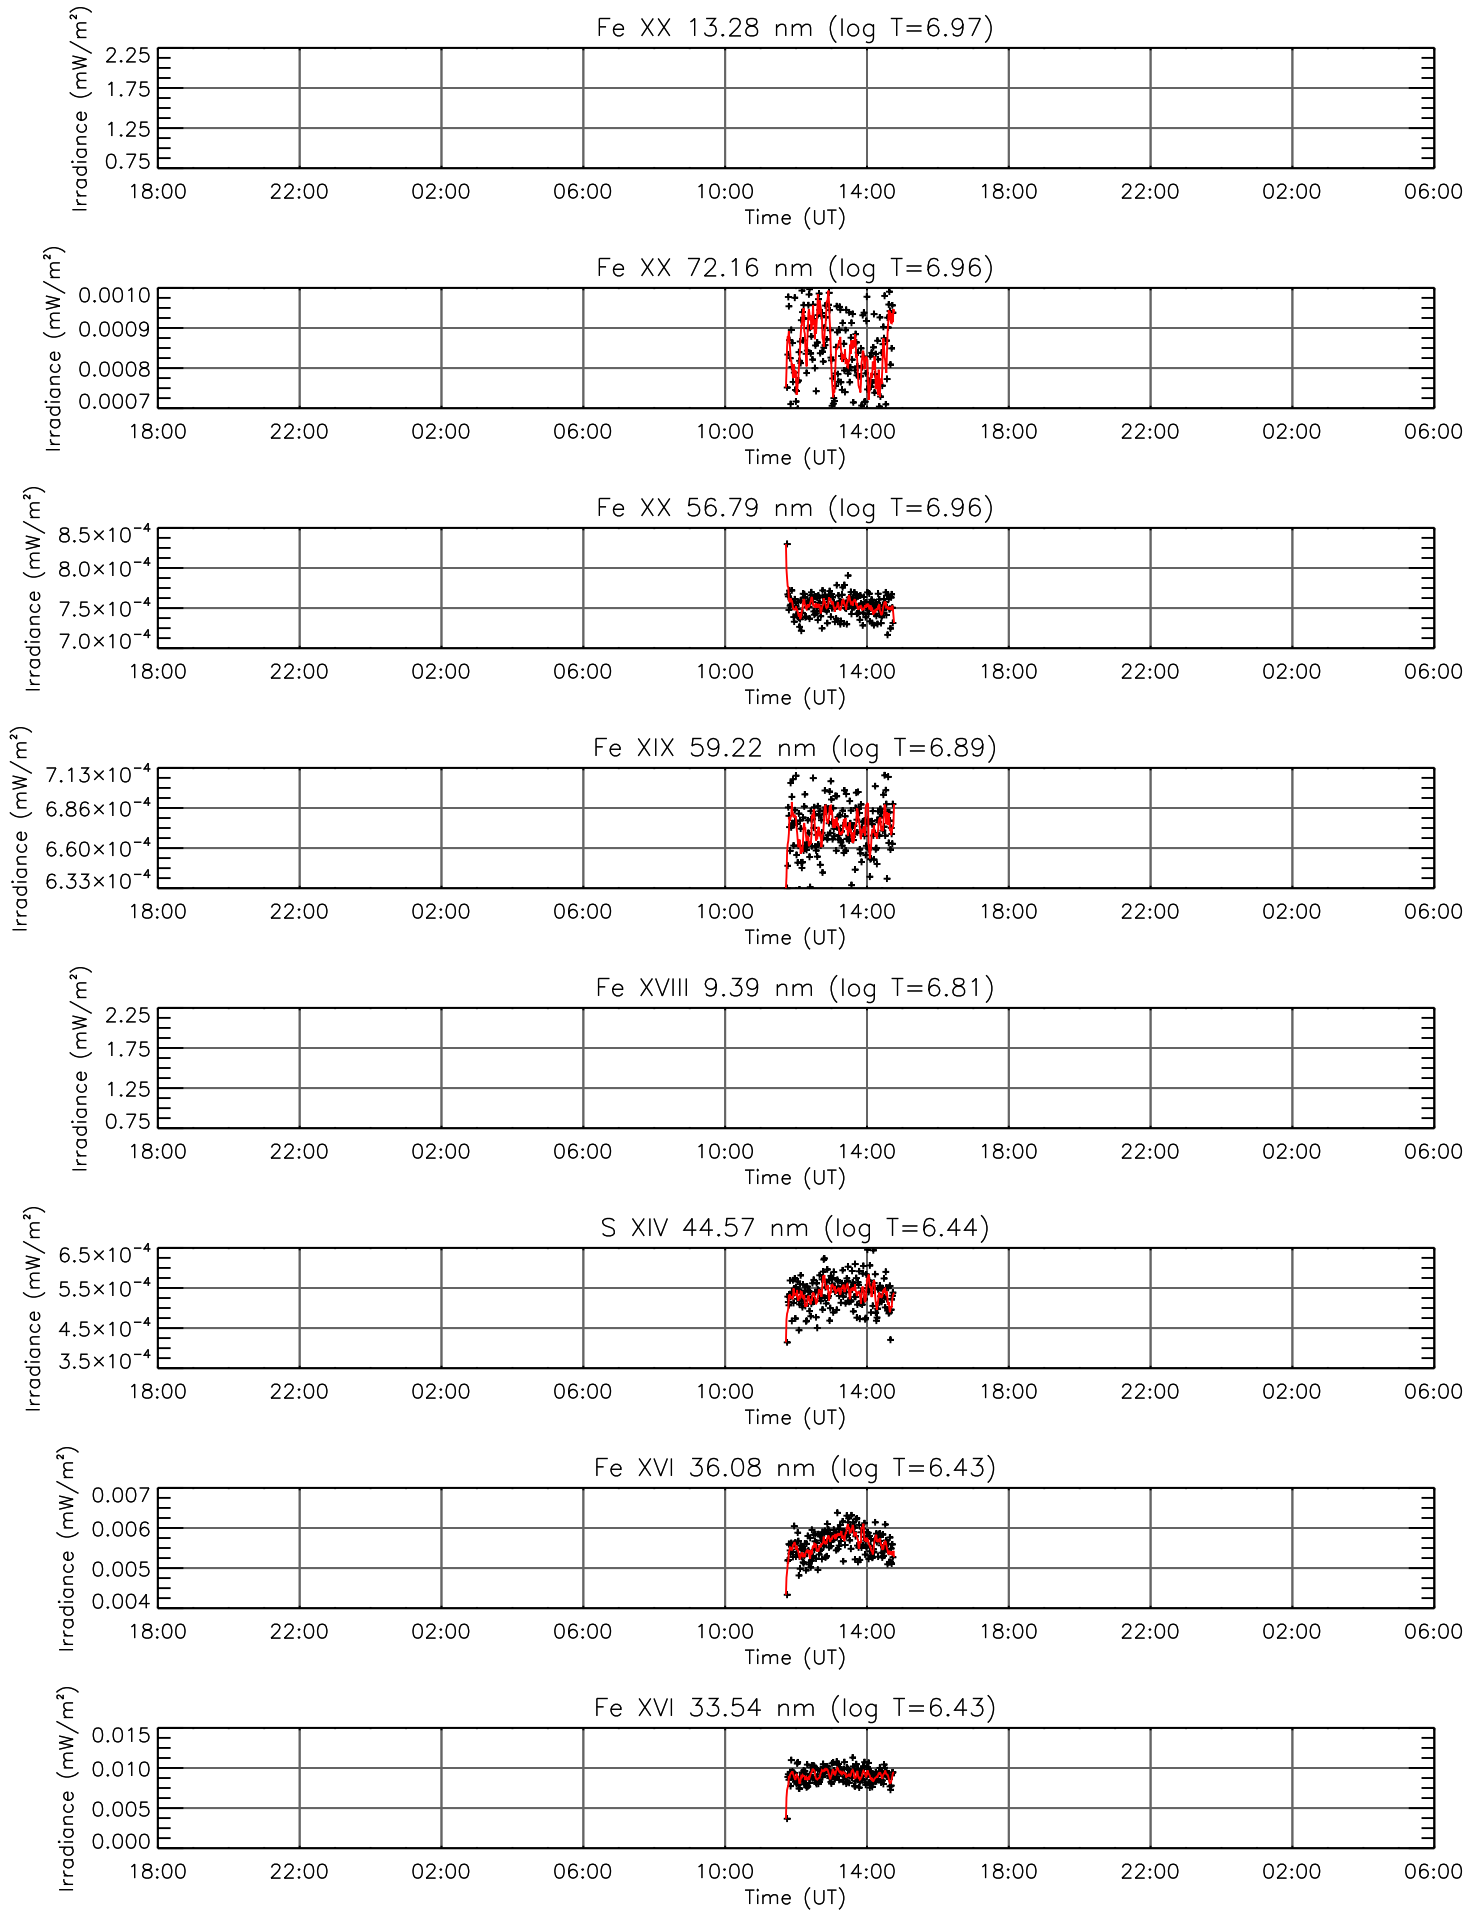 Fe XX 13.28 nm (log T=6.97)
Irradiance (mW/m²)
2.25
1.75
1.25
0.75
18:00 22:00 02:00 06:00 10:00 14:00 18:00 22:00 02:00 06:00
Time (UT)
Fe XX 72.16 nm (log T=6.96)
Irradiance (mW/m²)
0.0010
0.0009
0.0008
0.0007
18:00 22:00 02:00 06:00 10:00 14:00 18:00 22:00 02:00 06:00
Time (UT)
Fe XX 56.79 nm (log T=6.96)
Irradiance (mW/m²)
8.5×10⁻⁴
8.0×10⁻⁴
7.5×10⁻⁴
7.0×10⁻⁴
18:00 22:00 02:00 06:00 10:00 14:00 18:00 22:00 02:00 06:00
Time (UT)
Fe XIX 59.22 nm (log T=6.89)
Irradiance (mW/m²)
7.13×10⁻⁴
6.86×10⁻⁴
6.60×10⁻⁴
6.33×10⁻⁴
18:00 22:00 02:00 06:00 10:00 14:00 18:00 22:00 02:00 06:00
Time (UT)
Fe XVIII 9.39 nm (log T=6.81)
Irradiance (mW/m²)
2.25
1.75
1.25
0.75
18:00 22:00 02:00 06:00 10:00 14:00 18:00 22:00 02:00 06:00
Time (UT)
S XIV 44.57 nm (log T=6.44)
Irradiance (mW/m²)
6.5×10⁻⁴
5.5×10⁻⁴
4.5×10⁻⁴
3.5×10⁻⁴
18:00 22:00 02:00 06:00 10:00 14:00 18:00 22:00 02:00 06:00
Time (UT)
Fe XVI 36.08 nm (log T=6.43)
Irradiance (mW/m²)
0.007
0.006
0.005
0.004
18:00 22:00 02:00 06:00 10:00 14:00 18:00 22:00 02:00 06:00
Time (UT)
Fe XVI 33.54 nm (log T=6.43)
Irradiance (mW/m²)
0.015
0.010
0.005
0.000
18:00 22:00 02:00 06:00 10:00 14:00 18:00 22:00 02:00 06:00
Time (UT)